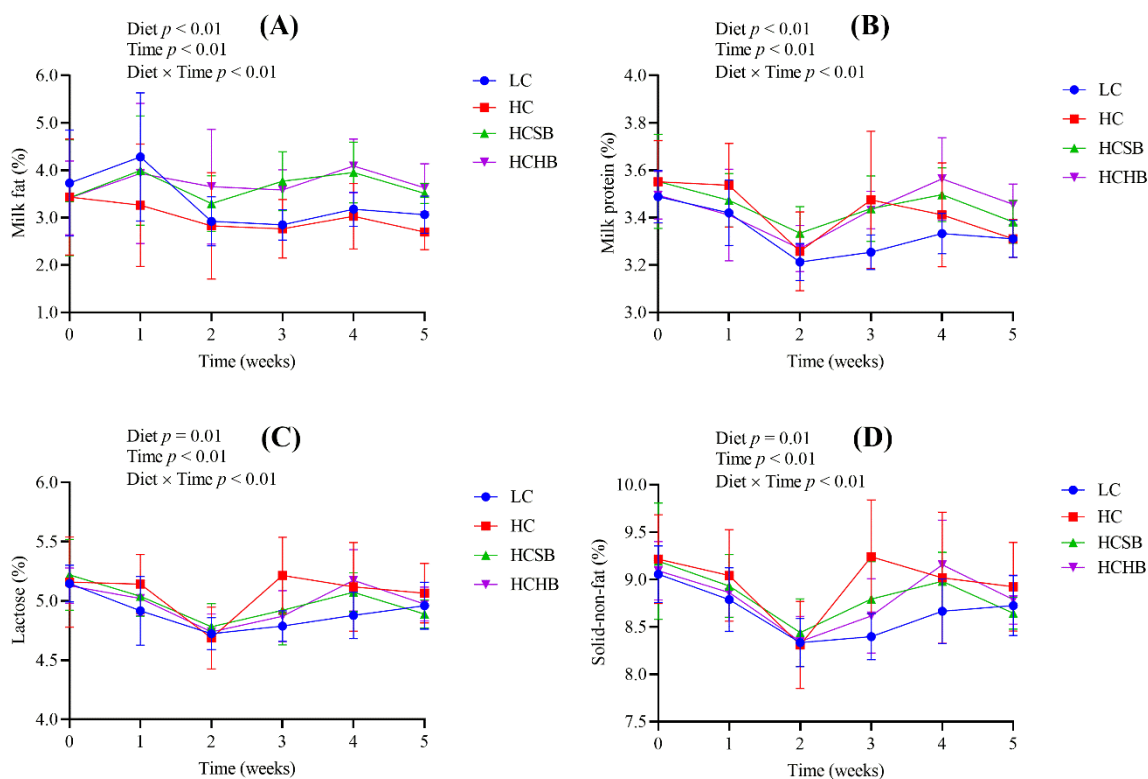 (A)
Diet p < 0.01
Time p < 0.01
Diet × Time p < 0.01
6.0
5.0
4.0
3.0
2.0
1.0
Milk fat (%)
0 1 2 3 4 5
Time (weeks)
LC
HC
HCSB
HCHB
(B)
Diet p < 0.01
Time p < 0.01
Diet × Time p < 0.01
4.0
3.8
3.6
3.4
3.2
3.0
Milk protein (%)
0 1 2 3 4 5
Time (weeks)
LC
HC
HCSB
HCHB
(C)
Diet p = 0.01
Time p < 0.01
Diet × Time p < 0.01
6.0
5.5
5.0
4.5
4.0
Lactose (%)
0 1 2 3 4 5
Time (weeks)
LC
HC
HCSB
HCHB
(D)
Diet p = 0.01
Time p < 0.01
Diet × Time p < 0.01
10.0
9.5
9.0
8.5
8.0
7.5
Solid-non-fat (%)
0 1 2 3 4 5
Time (weeks)
LC
HC
HCSB
HCHB